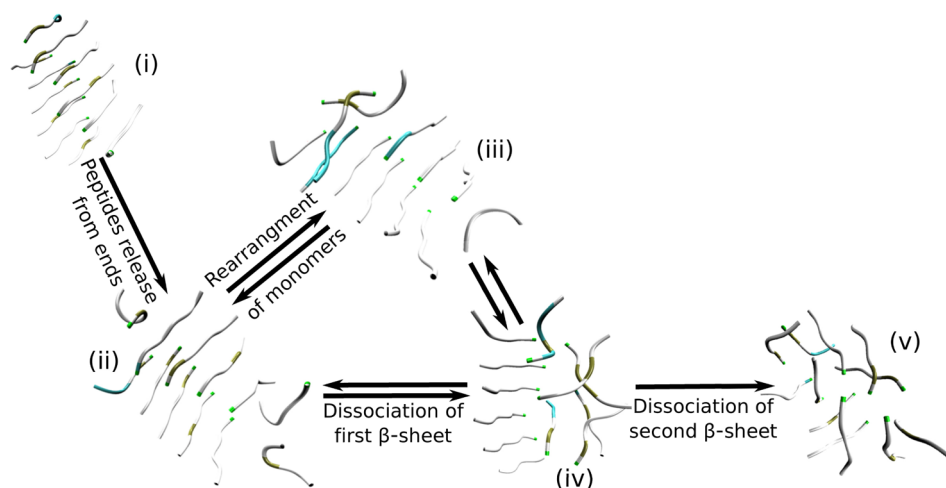 (i)
Peptides release
from ends
(ii)
Rearrangment
of monomers
(iii)
Dissociation of
first β-sheet
(iv)
Dissociation of
second β-sheet
(v)